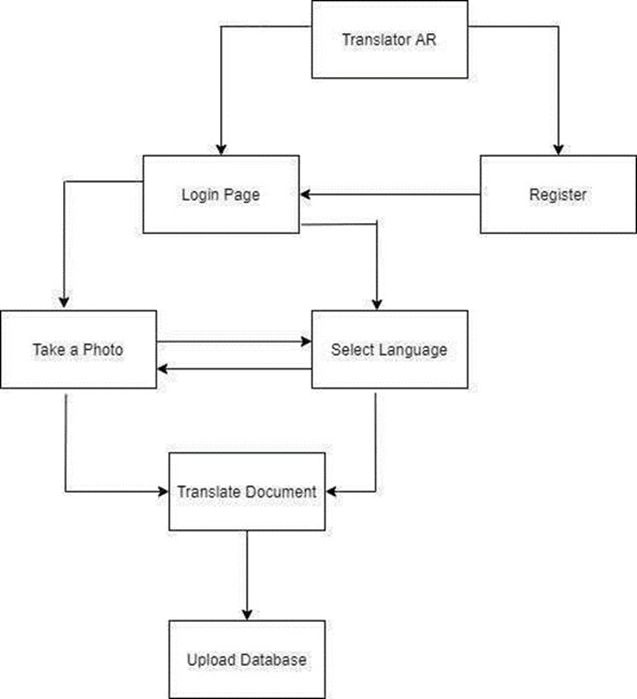 Translator AR
Login Page
Register
Take a Photo
Select Language
Translate Document
Upload Database